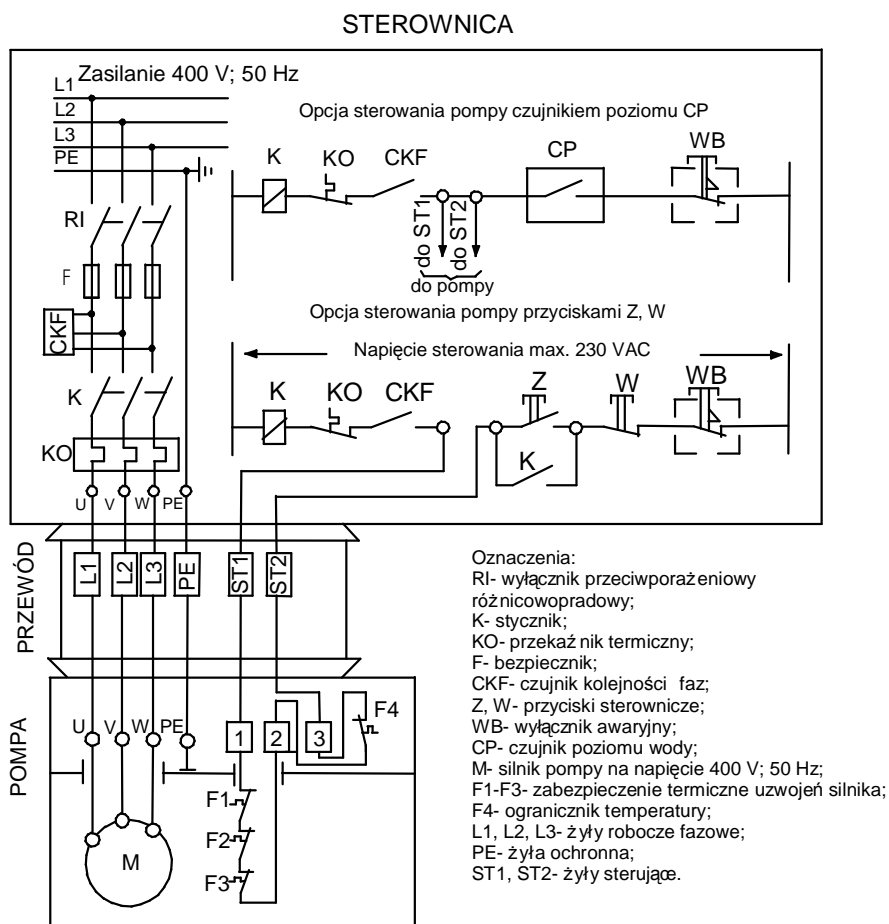 STEROWNICA
Zasilanie 400 V; 50 Hz
L1
L2
L3
PE
Opcja sterowania pompy czujnikiem poziomu CP
K
KO
CKF
CP
WB
RI
do ST1
do ST2
do pompy
F
Opcja sterowania pompy przyciskami Z, W
CKF
Napięcie sterowania max. 230 VAC
K
K
KO
CKF
Z
W
WB
KO
K
U
V
W
PE
PRZEWÓD
L1
L2
L3
PE
ST1
ST2
Oznaczenia:
RI- wyłącznik przeciwporażeniowy
różnicowopradowy;
K- stycznik;
KO- przekaźnik termiczny;
F- bezpiecznik;
CKF- czujnik kolejności faz;
Z, W- przyciski sterownicze;
WB- wyłącznik awaryjny;
CP- czujnik poziomu wody;
M- silnik pompy na napięcie 400 V; 50 Hz;
F1-F3- zabezpieczenie termiczne uzwojeń silnika;
F4- ogranicznik temperatury;
L1, L2, L3- żyły robocze fazowe;
PE- żyła ochronna;
ST1, ST2- żyły sterujące.
POMPA
U
V
W
PE
1
2
3
F4
F1
F2
F3
M